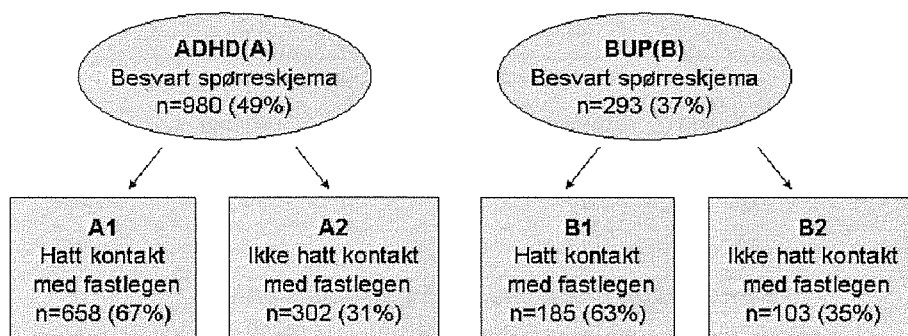 ADHD(A)
Besvart spørreskjema
n=980 (49%)
BUP(B)
Besvart spørreskjema
n=293 (37%)
A1
Hatt kontakt
med fastlegen
n=658 (67%)
A2
Ikke hatt kontakt
med fastlegen
n=302 (31%)
B1
Hatt kontakt
med fastlegen
n=185 (63%)
B2
Ikke hatt kontakt
med fastlegen
n=103 (35%)